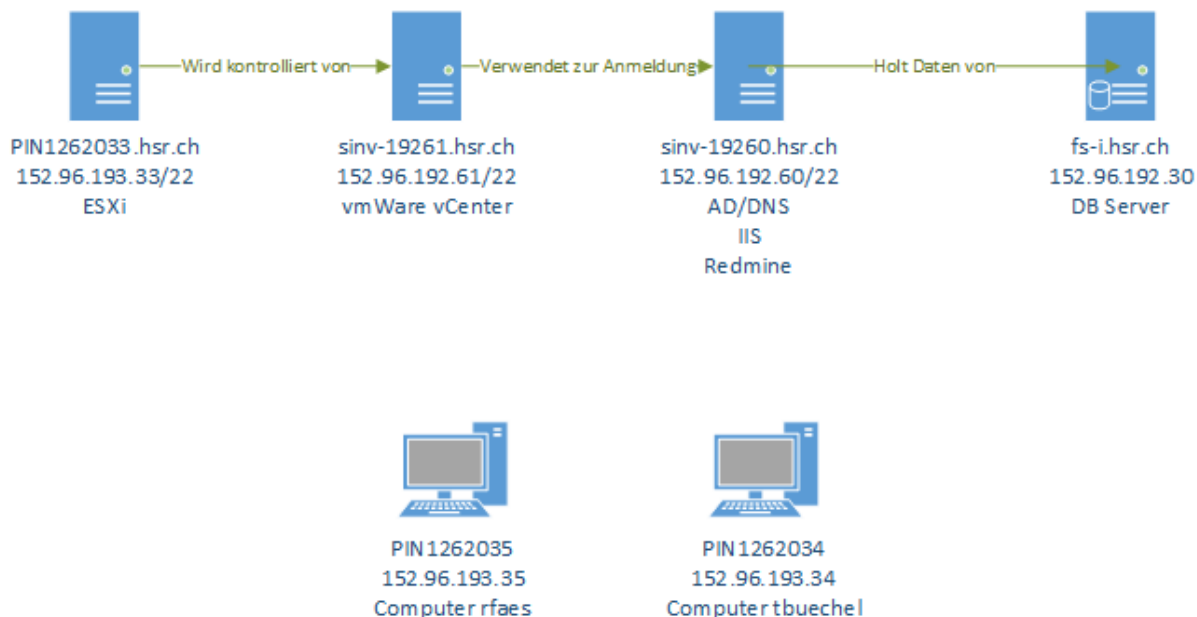 Wird kontrolliert von
Verwendet zur Anmeldung
Holt Daten von
PIN1262033.hsr.ch
152.96.193.33/22
ESXi
sinv-19261.hsr.ch
152.96.192.61/22
vmWare vCenter
sinv-19260.hsr.ch
152.96.192.60/22
AD/DNS
IIS
Redmine
fs-i.hsr.ch
152.96.192.30
DB Server
PIN1262035
152.96.193.35
Computer rfaes
PIN1262034
152.96.193.34
Computer tbuechel